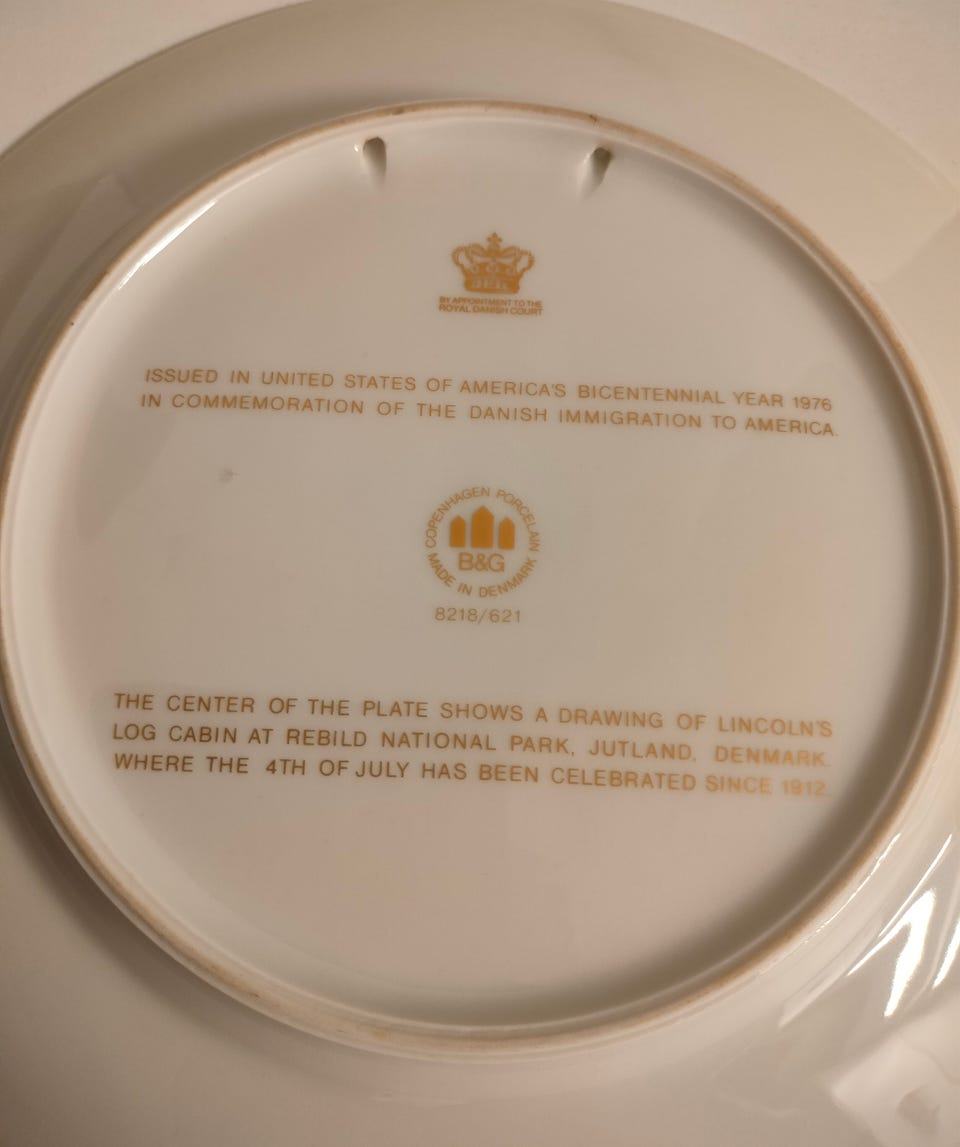 BY APPOINTMENT TO THE
ROYAL DANISH COURT
ISSUED IN UNITED STATES OF AMERICA'S BICENTENNIAL YEAR 1976
IN COMMEMORATION OF THE DANISH IMMIGRATION TO AMERICA.
COPENHAGEN PORCELAIN
B&G
MADE IN DENMARK
8218/621
THE CENTER OF THE PLATE SHOWS A DRAWING OF LINCOLN'S
LOG CABIN AT REBILD NATIONAL PARK, JUTLAND, DENMARK.
WHERE THE 4TH OF JULY HAS BEEN CELEBRATED SINCE 1912.